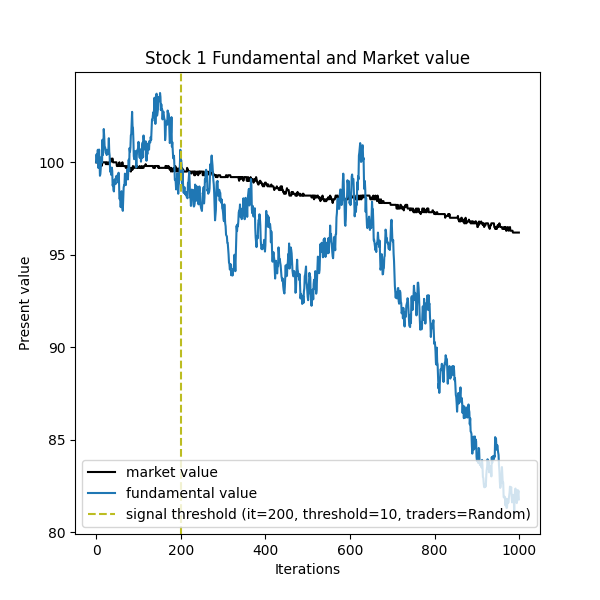 Stock 1 Fundamental and Market value
Present value
100
95
90
85
80
market value
fundamental value
signal threshold (it=200, threshold=10, traders=Random)
0 200 400 600 800 1000
Iterations